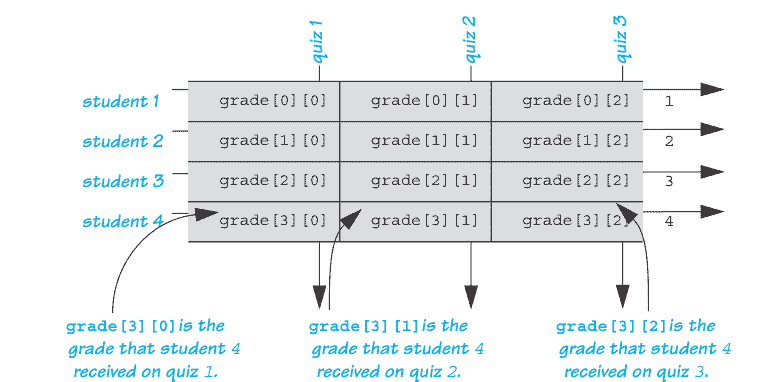 quiz 1
quiz 2
quiz 3
student 1 grade[0][0] grade[0][1] grade[0][2] 1
student 2 grade[1][0] grade[1][1] grade[1][2] 2
student 3 grade[2][0] grade[2][1] grade[2][2] 3
student 4 grade[3][0] grade[3][1] grade[3][2] 4
grade[3][0] is the
grade that student 4
received on quiz 1.
grade[3][1] is the
grade that student 4
received on quiz 2.
grade[3][2] is the
grade that student 4
received on quiz 3.